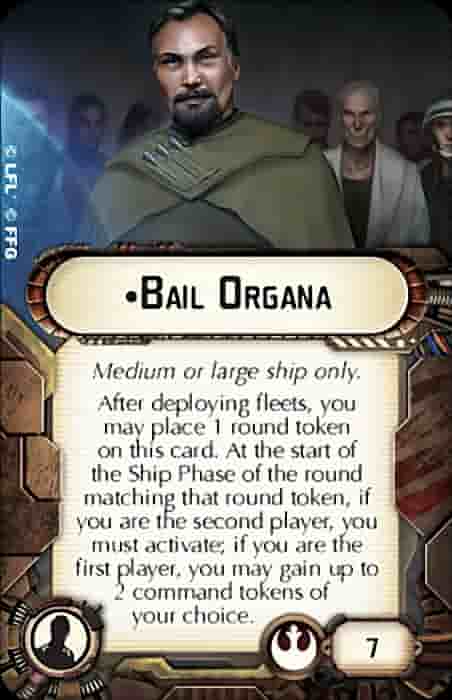 © LFL © FFG
•Bail Organa
Medium or large ship only.
After deploying fleets, you
may place 1 round token
on this card. At the start of
the Ship Phase of the round
matching that round token, if
you are the second player, you
must activate; if you are the
first player, you may gain up to
2 command tokens of
your choice.
7